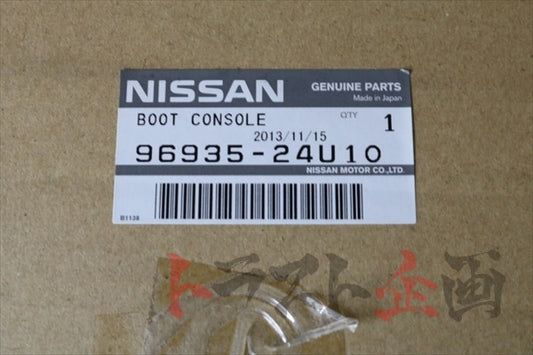 NISSAN
GENUINE PARTS
Made in Japan
BOOT CONSOLE QTY 1
2013/11/15
96935-24U10
NISSAN MOTOR CO.,LTD.
B1138
トラスト企画